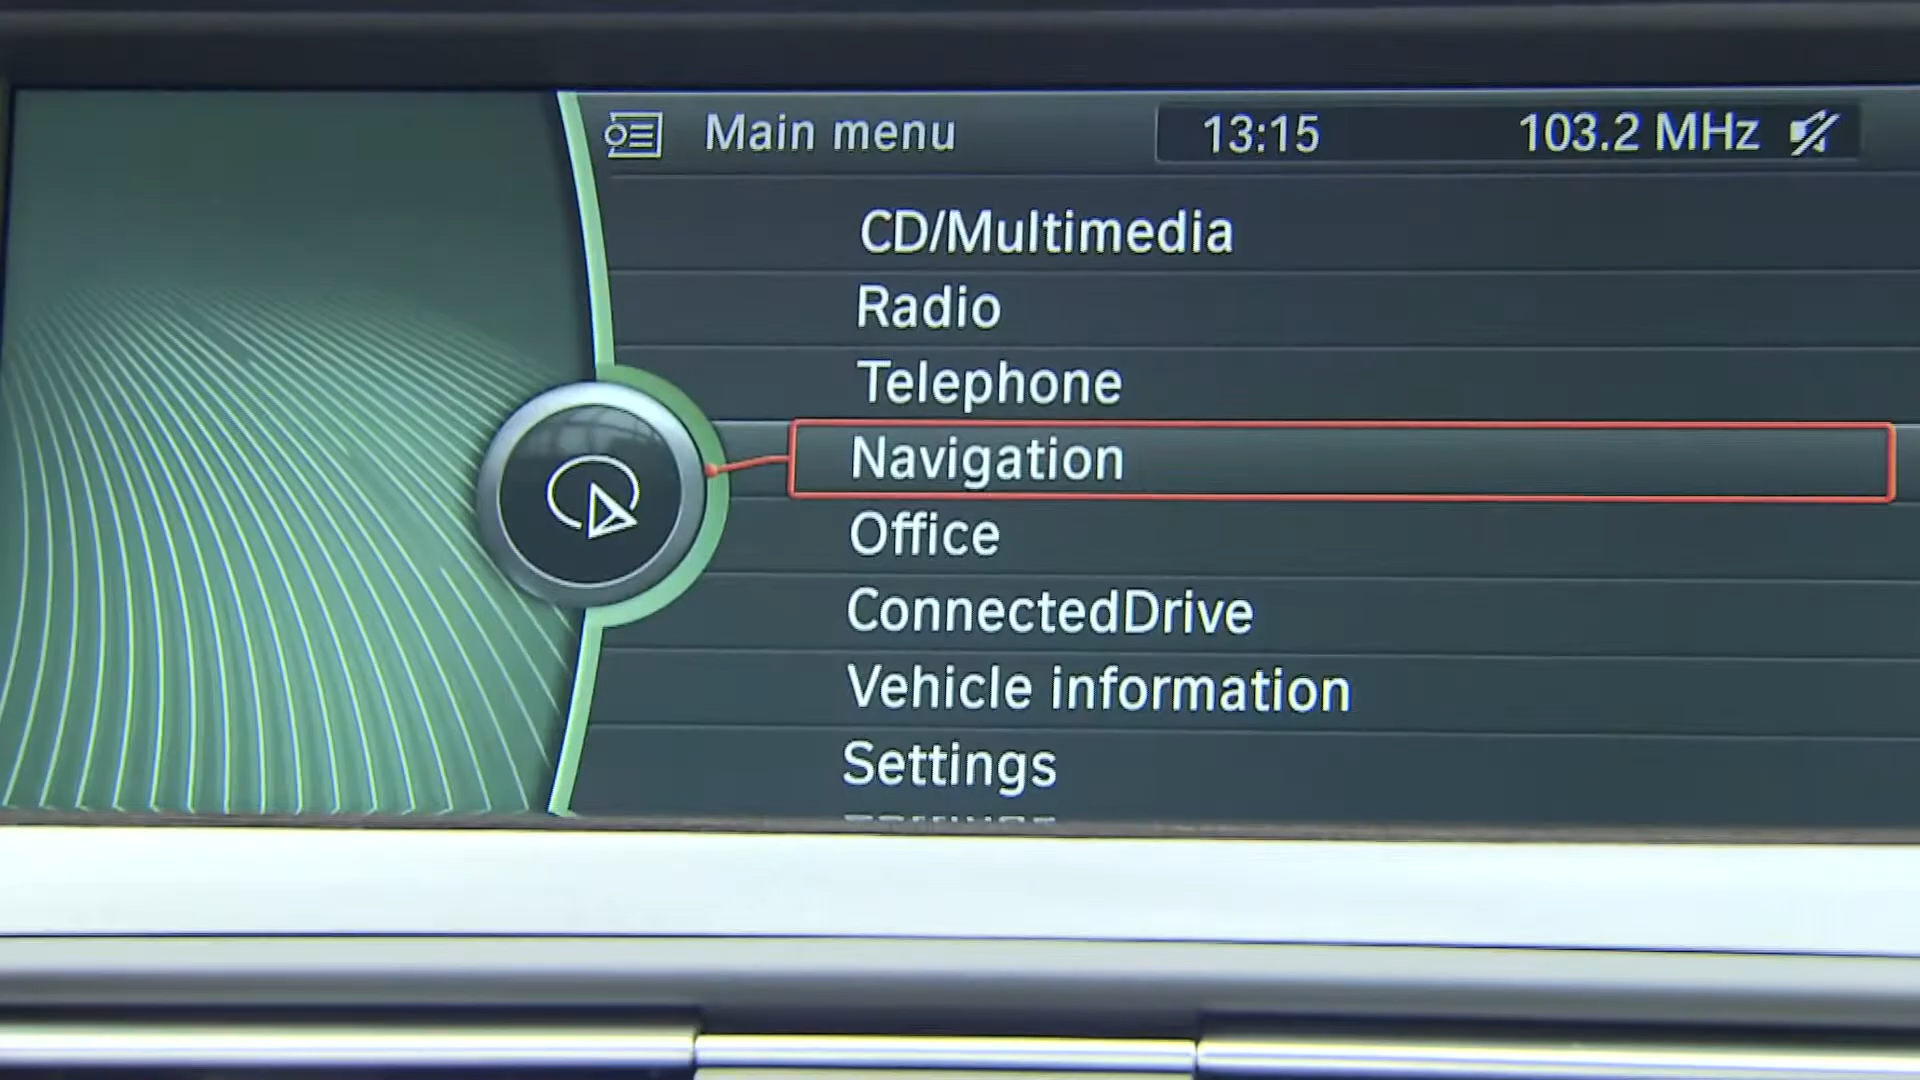 Main menu 13:15 103.2 MHz
CD/Multimedia
Radio
Telephone
Navigation
Office
ConnectedDrive
Vehicle information
Settings